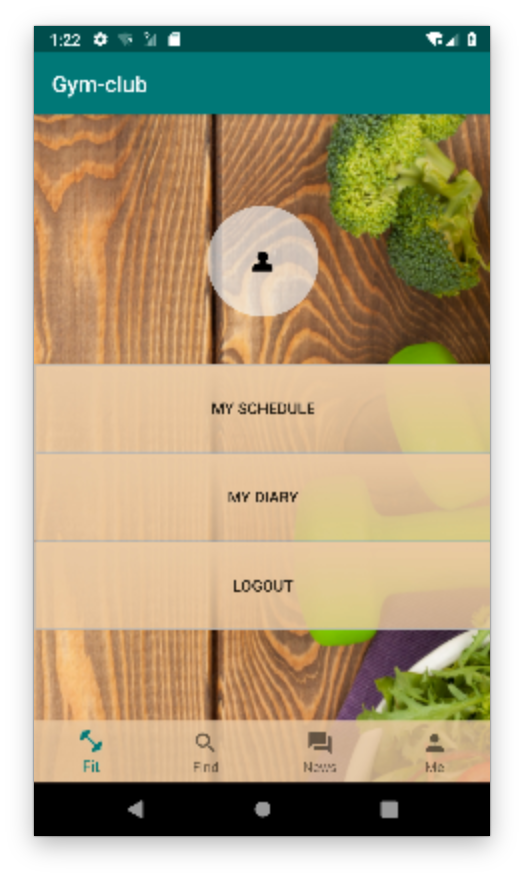 1:22
Gym-club
MY SCHEDULE
MY DIARY
LOGOUT
Fit
Find
News
Me